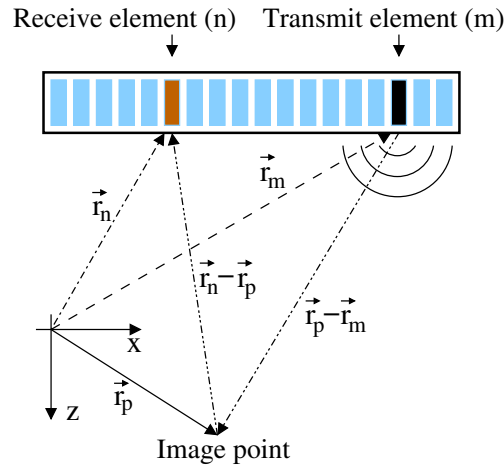 Receive element (n) Transmit element (m)
r⃗ₙ
r⃗ₘ
r⃗ₙ−r⃗ₚ
r⃗ₚ−r⃗ₘ
x
r⃗ₚ
z
Image point